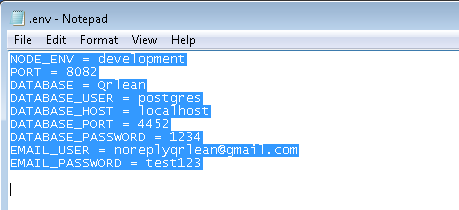 .env - Notepad
File Edit Format View Help
NODE_ENV = development
PORT = 8082
DATABASE = Qrlean
DATABASE_USER = postgres
DATABASE_HOST = localhost
DATABASE_PORT = 4452
DATABASE_PASSWORD = 1234
EMAIL_USER = noreplyqrlean@gmail.com
EMAIL_PASSWORD = test123